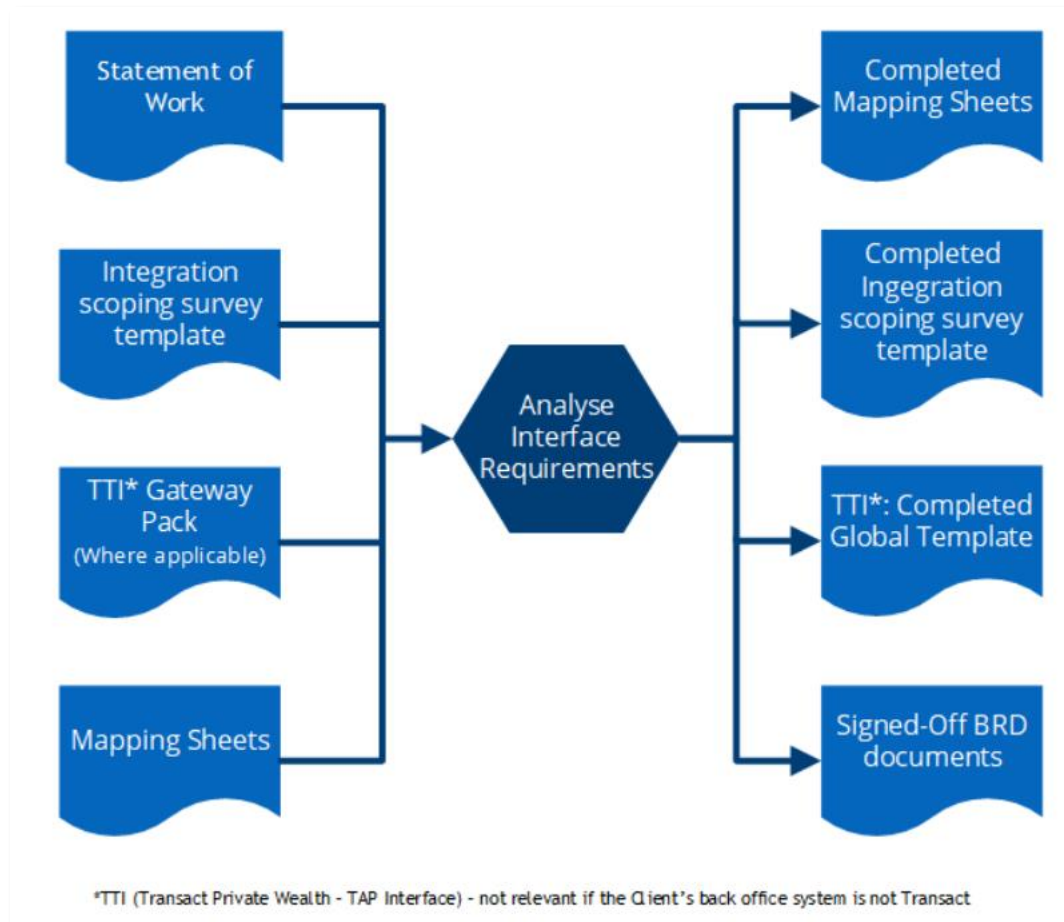 Statement of
Work
Integration
scoping survey
template
TTI* Gateway
Pack
(Where applicable)
Mapping Sheets
Analyse
Interface
Requirements
Completed
Mapping Sheets
Completed
Ingegration
scoping survey
template
TTI*: Completed
Global Template
Signed-Off BRD
documents
*TTI (Transact Private Wealth - TAP Interface) - not relevant if the Client's back office system is not Transact